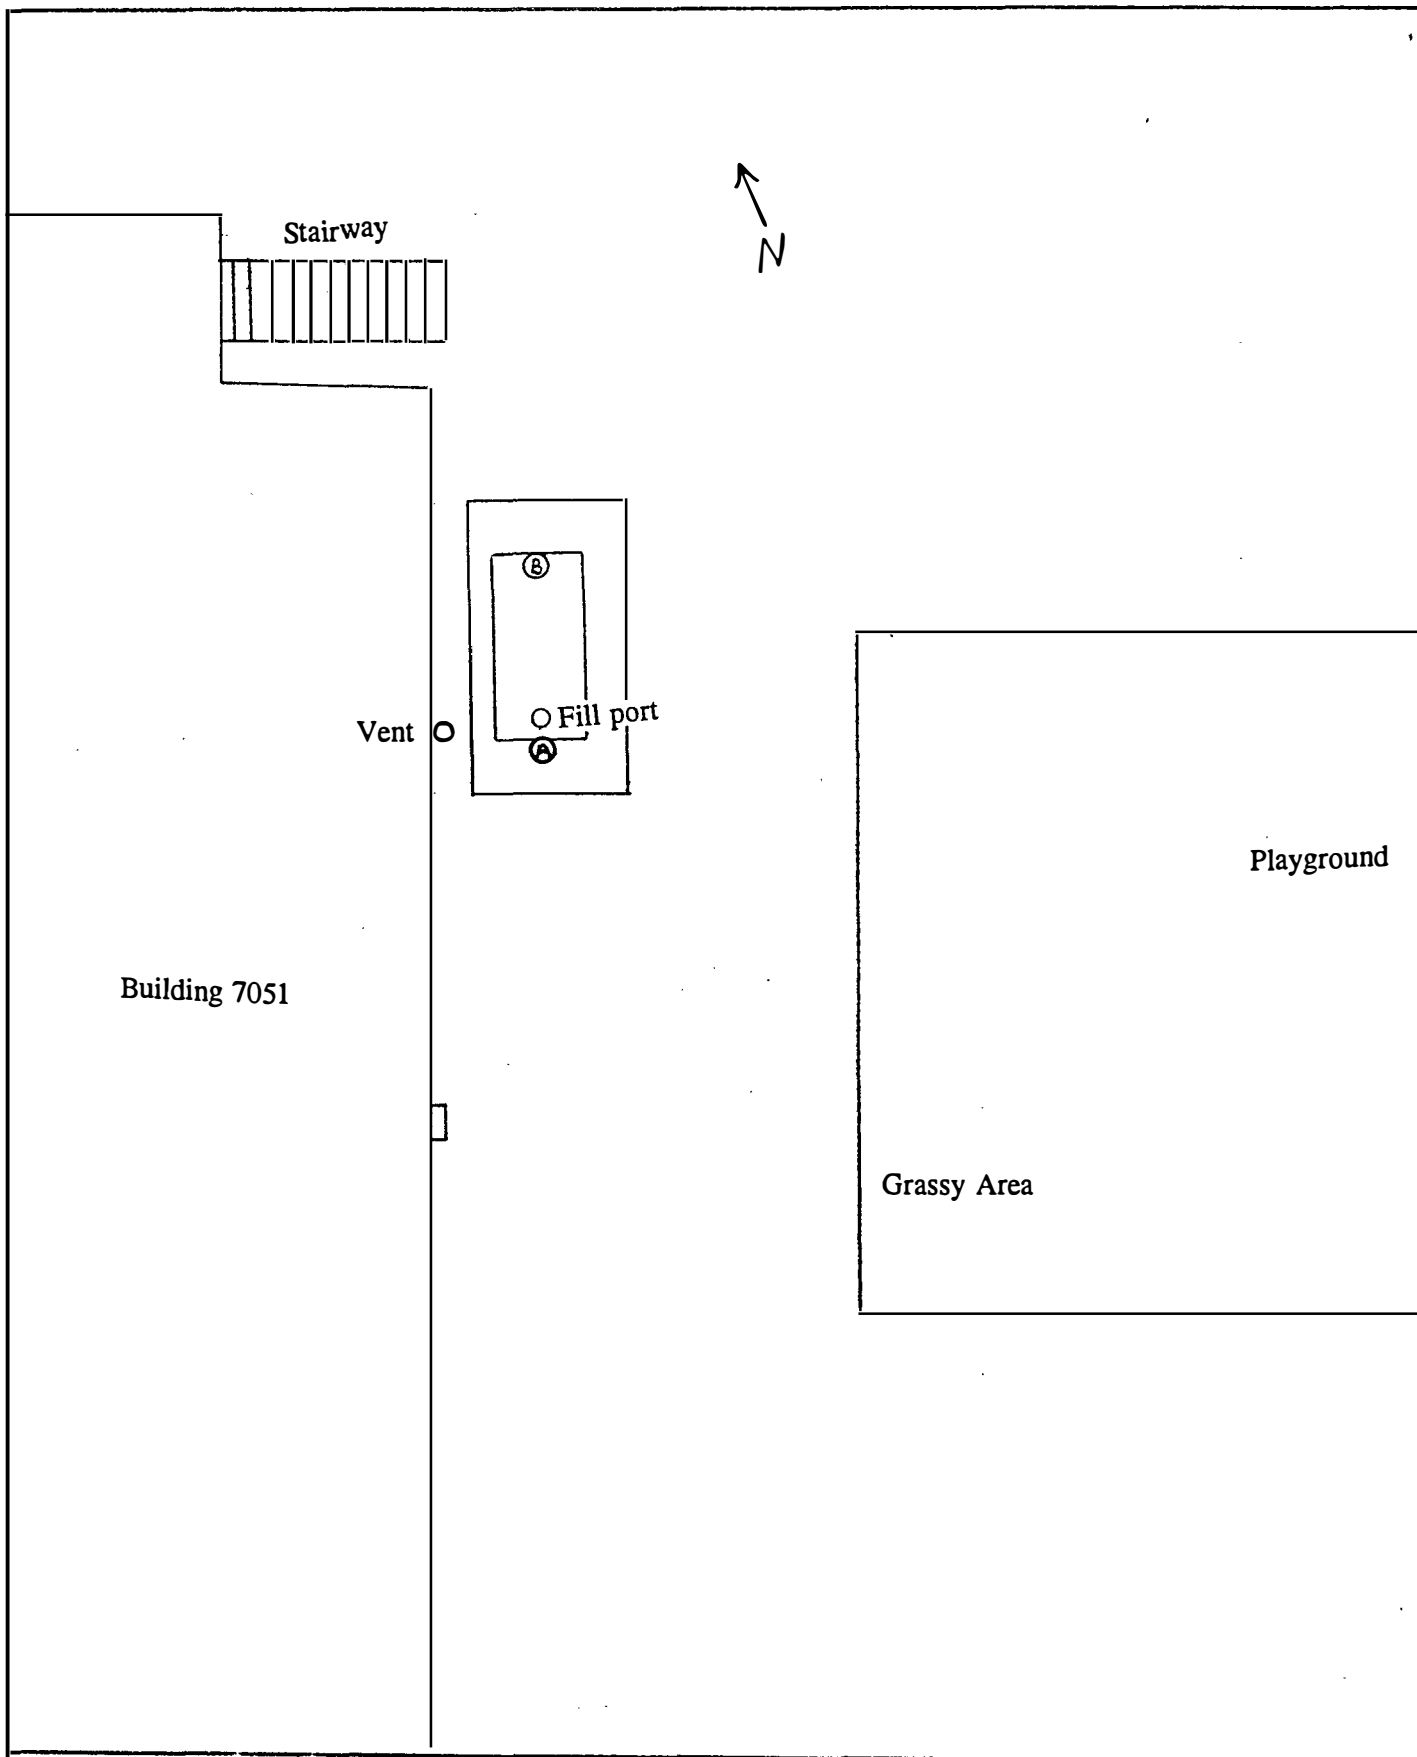 Stairway
N
B
Fill port
Vent
A
Playground
Building 7051
Grassy Area